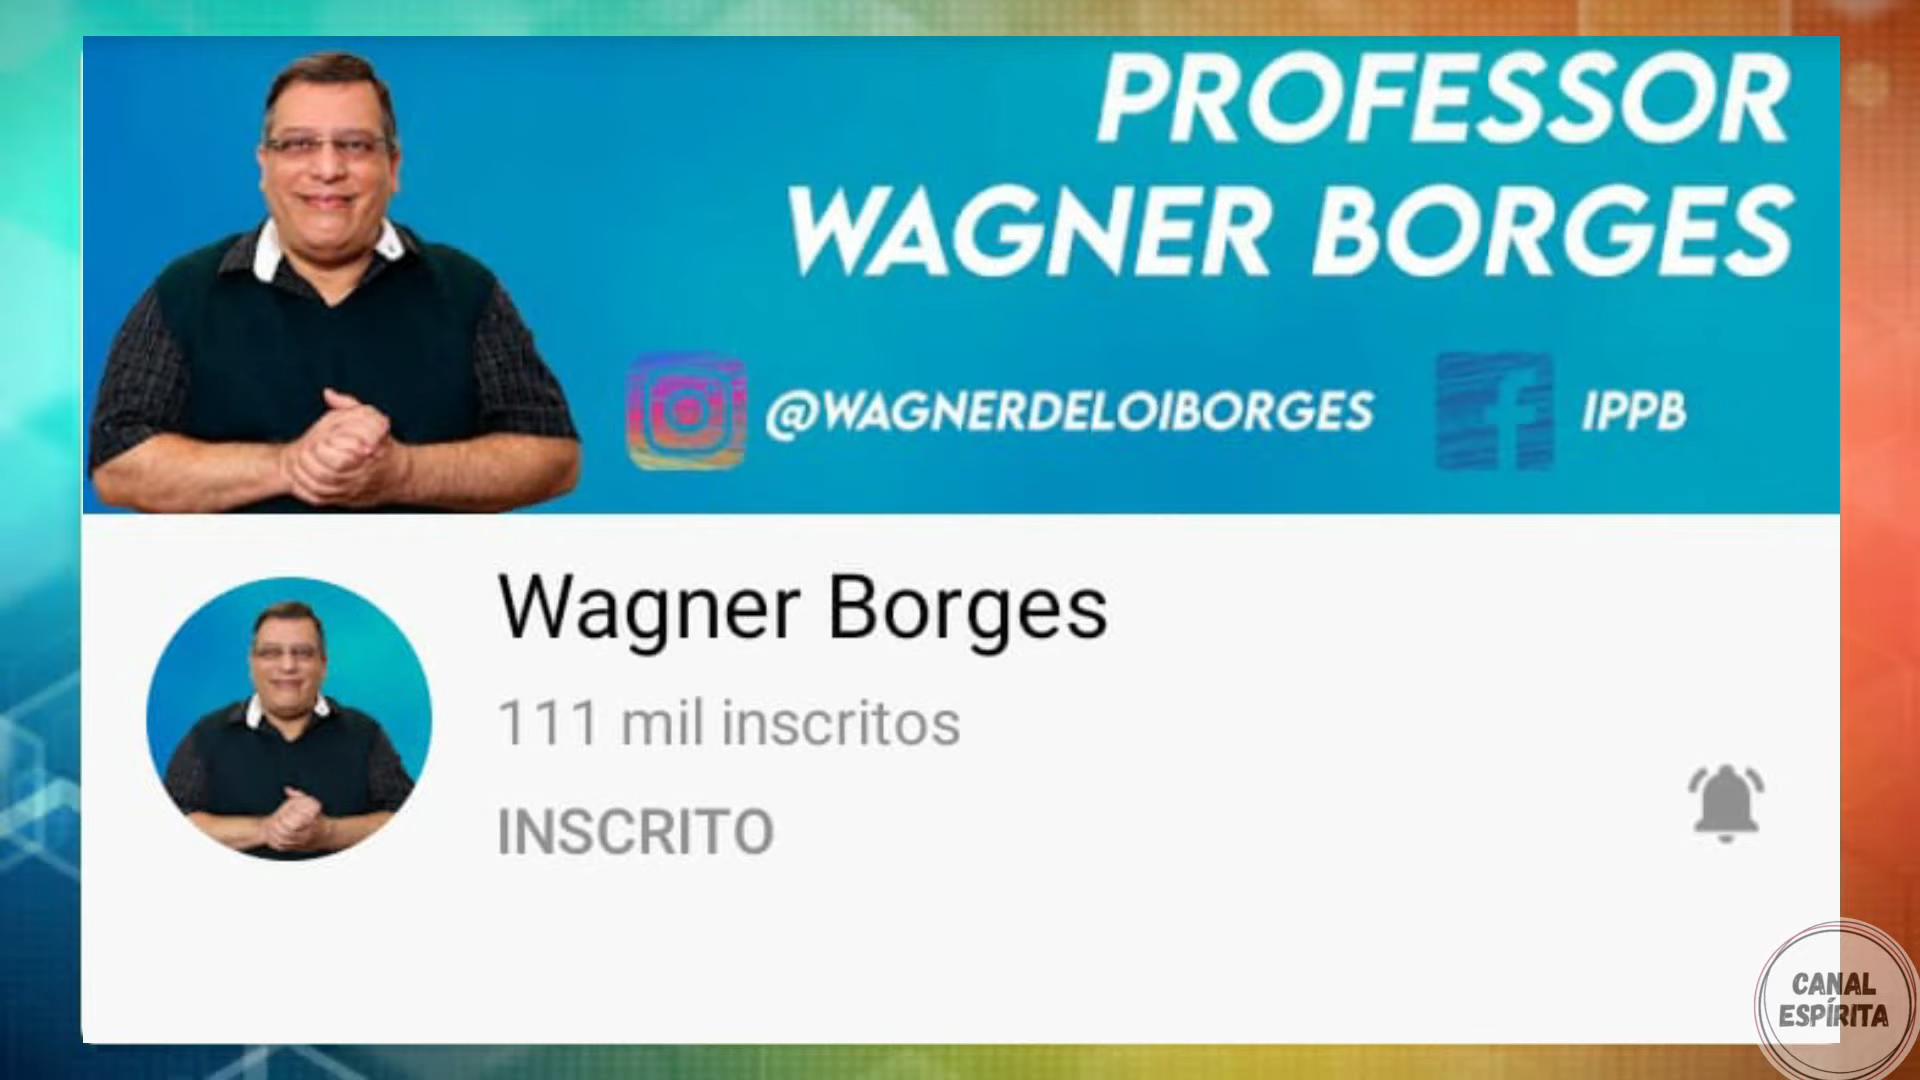 PROFESSOR
WAGNER BORGES
@WAGNERDELOIBORGES
IPPB
Wagner Borges
111 mil inscritos
INSCRITO
CANAL
ESPÍRITA